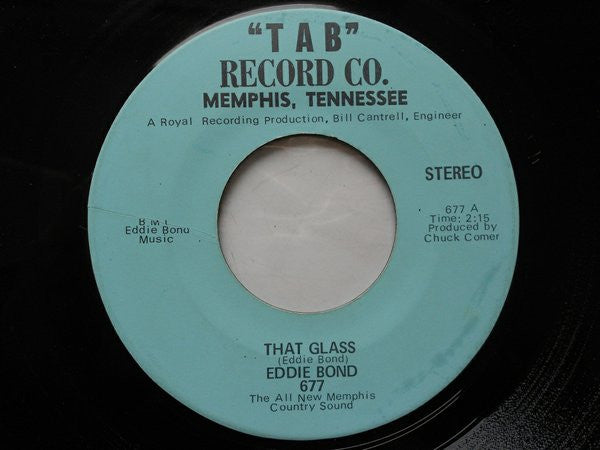 "TAB"
RECORD CO.
MEMPHIS, TENNESSEE
A Royal Recording Production, Bill Cantrell, Engineer
STEREO
677 A
Time: 2:15
Produced by
Chuck Comer
B M I
Eddie Bond
Music
THAT GLASS
(Eddie Bond)
EDDIE BOND
677
The All New Memphis
Country Sound